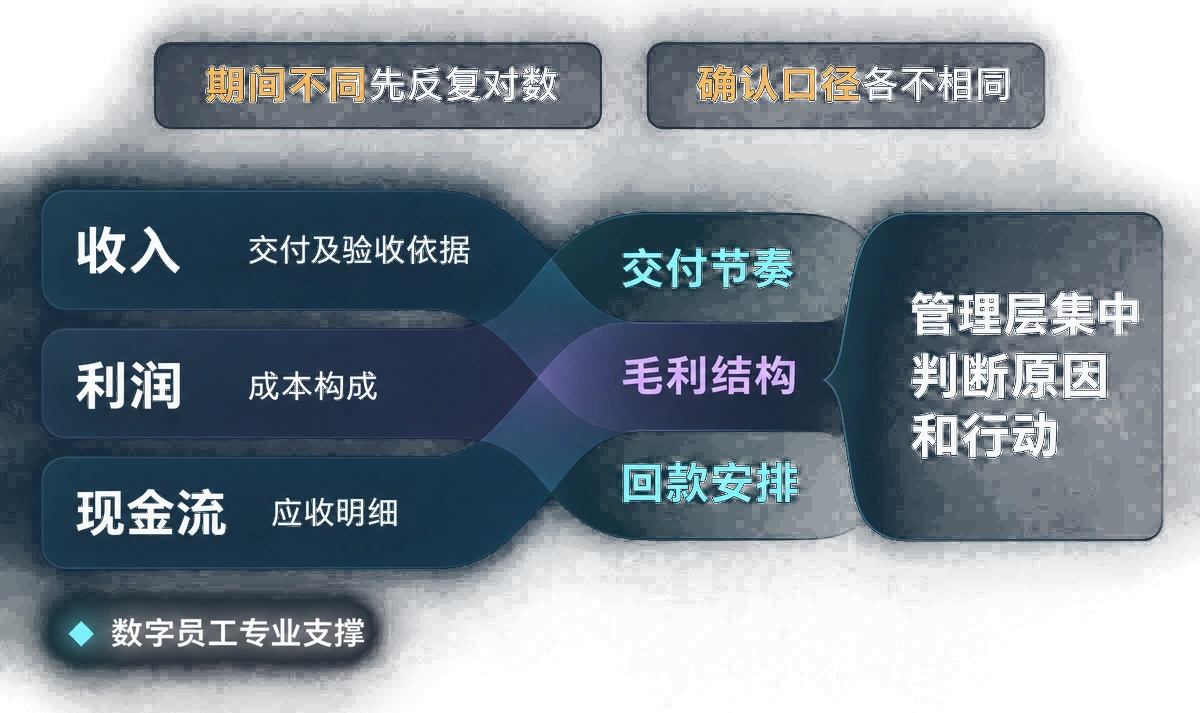 期间不同先反复对数
确认口径各不相同
收入 交付及验收依据
利润 成本构成
现金流 应收明细
交付节奏
毛利结构
回款安排
管理层集中
判断原因
和行动
数字员工专业支撑